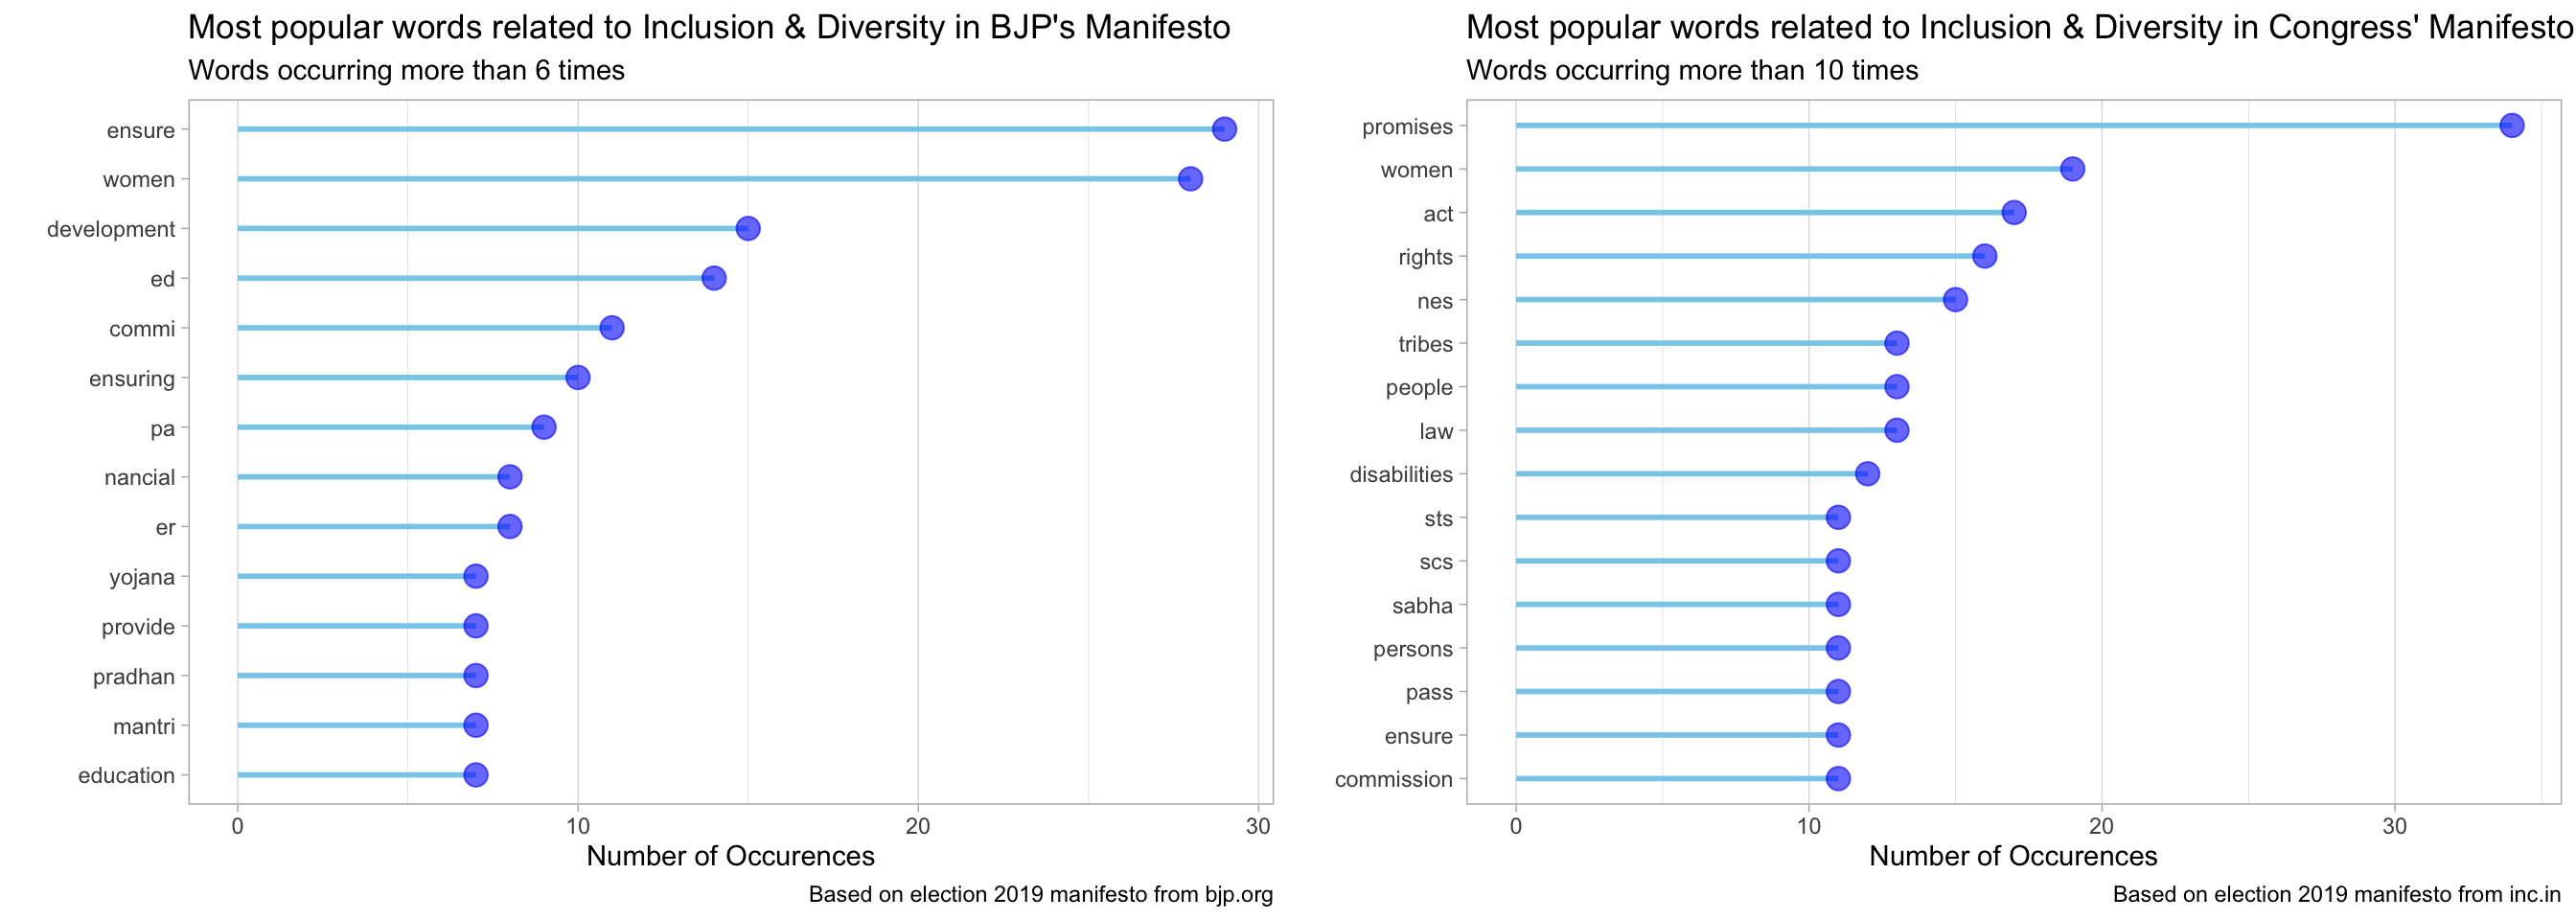 Most popular words related to Inclusion & Diversity in BJP's Manifesto
Words occurring more than 6 times
ensure
women
development
ed
commi
ensuring
pa
nancial
er
yojana
provide
pradhan
mantri
education
0 10 20 30
Number of Occurences
Based on election 2019 manifesto from bjp.org
Most popular words related to Inclusion & Diversity in Congress' Manifesto
Words occurring more than 10 times
promises
women
act
rights
nes
tribes
people
law
disabilities
sts
scs
sabha
persons
pass
ensure
commission
0 10 20 30
Number of Occurences
Based on election 2019 manifesto from inc.in